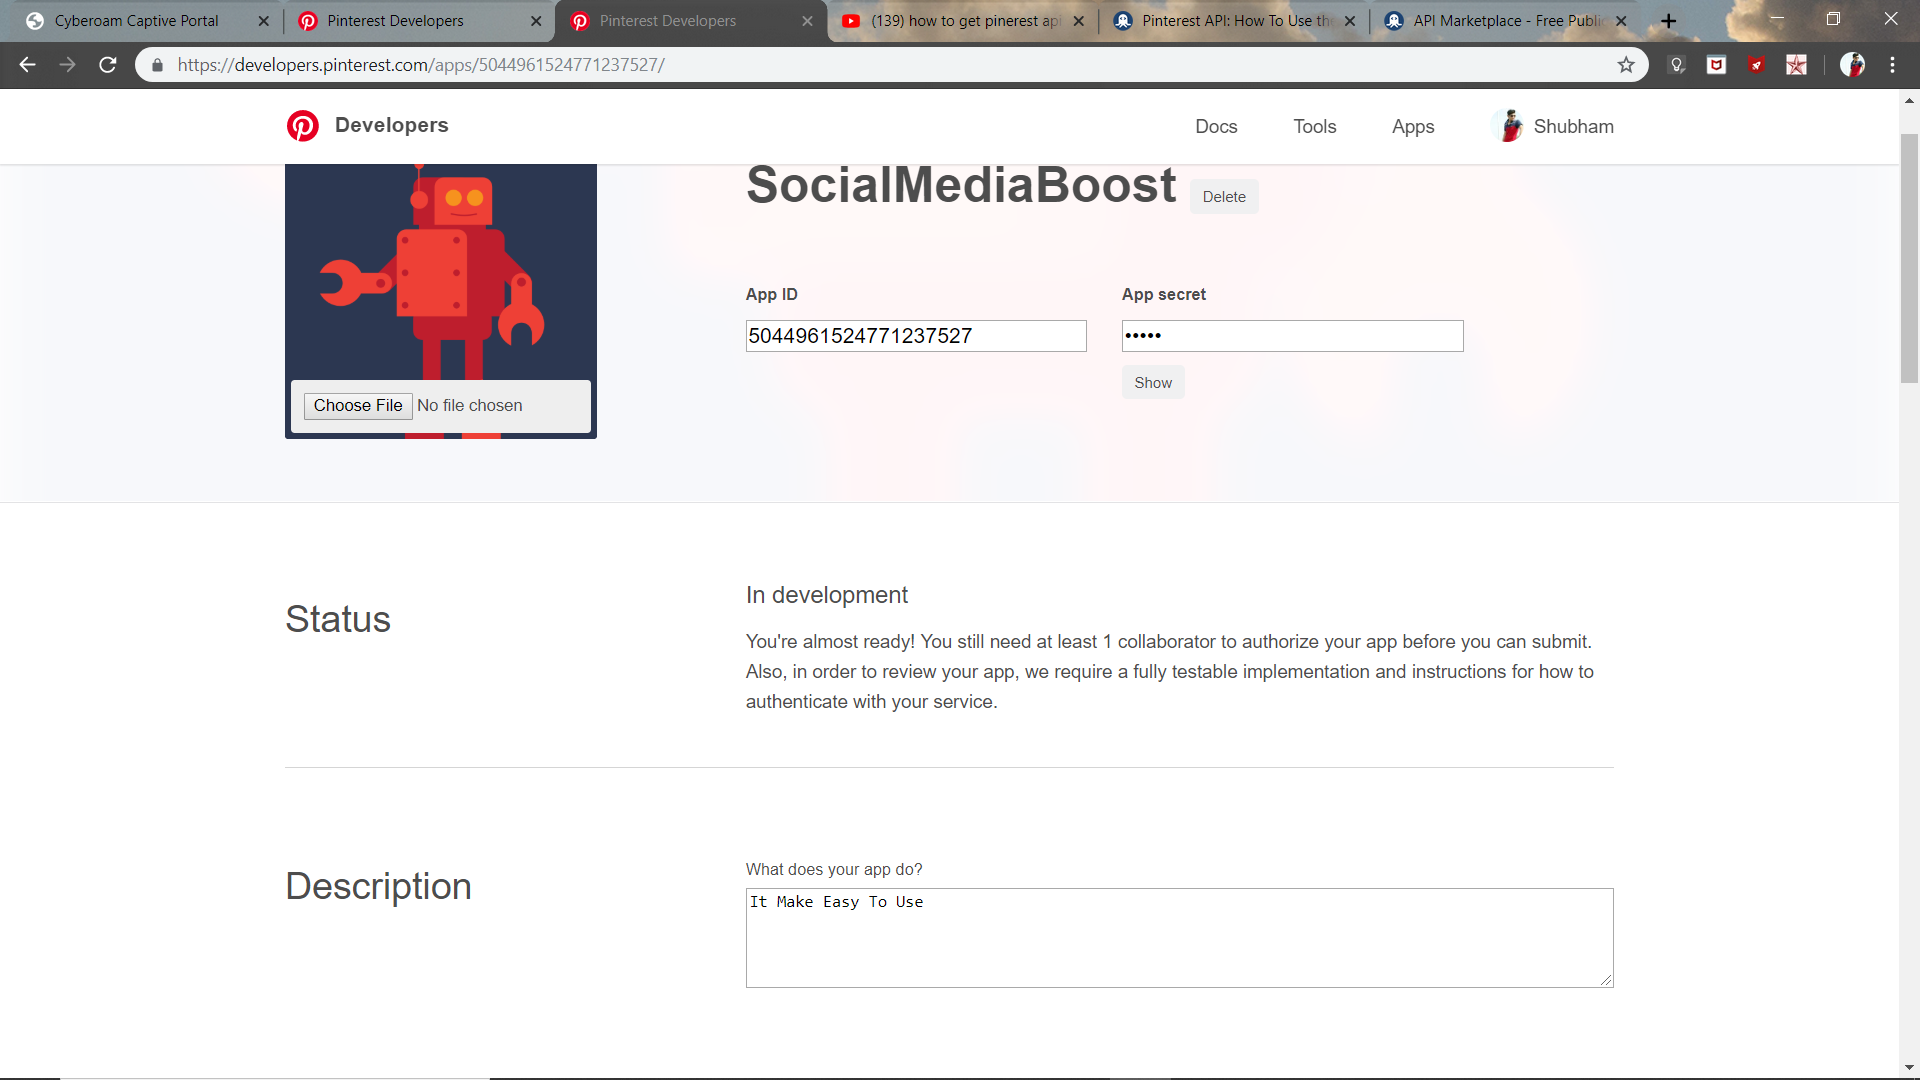 Cyberoam Captive Portal
Pinterest Developers
Pinterest Developers
(139) how to get pinerest api
Pinterest API: How To Use the
API Marketplace - Free Public
https://developers.pinterest.com/apps/5044961524771237527/
Developers
Docs
Tools
Apps
Shubham
SocialMediaBoost
Delete
App ID
App secret
5044961524771237527
•••••
Show
Choose File No file chosen
Status
In development
You're almost ready! You still need at least 1 collaborator to authorize your app before you can submit.
Also, in order to review your app, we require a fully testable implementation and instructions for how to
authenticate with your service.
Description
What does your app do?
It Make Easy To Use